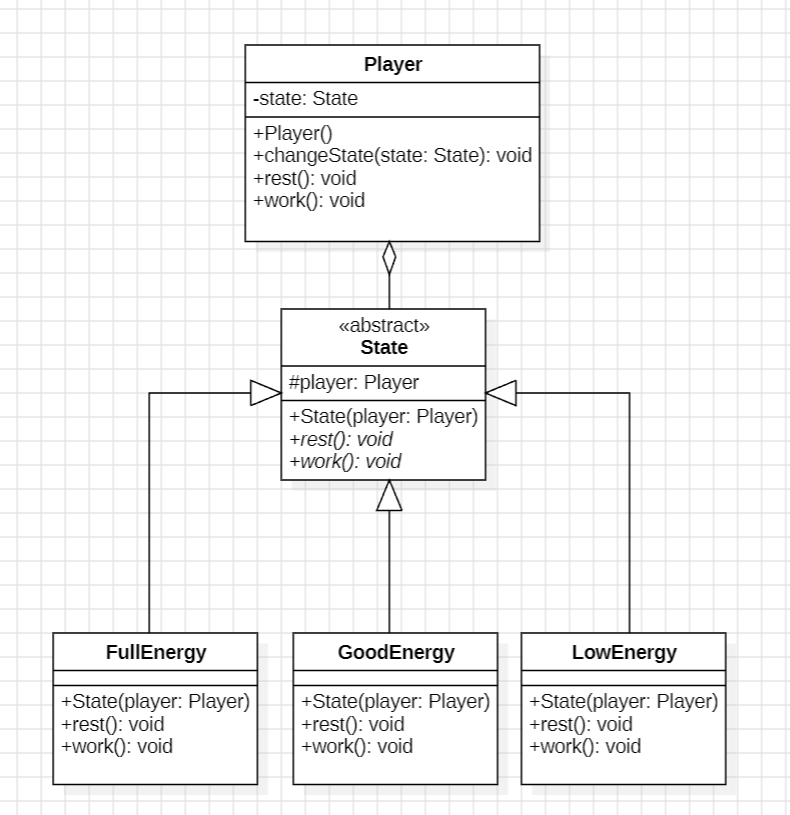 Player
-state: State
+Player()
+changeState(state: State): void
+rest(): void
+work(): void
«abstract»
State
#player: Player
+State(player: Player)
+rest(): void
+work(): void
FullEnergy
+State(player: Player)
+rest(): void
+work(): void
GoodEnergy
+State(player: Player)
+rest(): void
+work(): void
LowEnergy
+State(player: Player)
+rest(): void
+work(): void